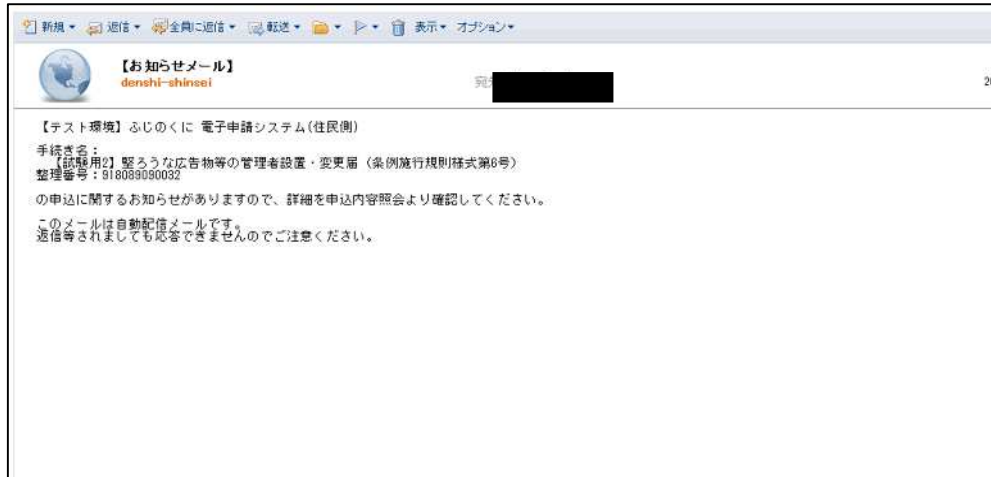 新規 返信 全員に返信 転送 表示 オプション
【お知らせメール】
denshi-shinsei
【テスト環境】ふじのくに 電子申請システム(住民側)
手続き名：
【試験用2】堅ろうな広告物等の管理者設置・変更届（条例施行規則様式第6号）
整理番号：918089090032
の申込に関するお知らせがありますので、詳細を申込内容照会より確認してください。
このメールは自動配信メールです。
返信等されましても応答できませんのでご注意ください。